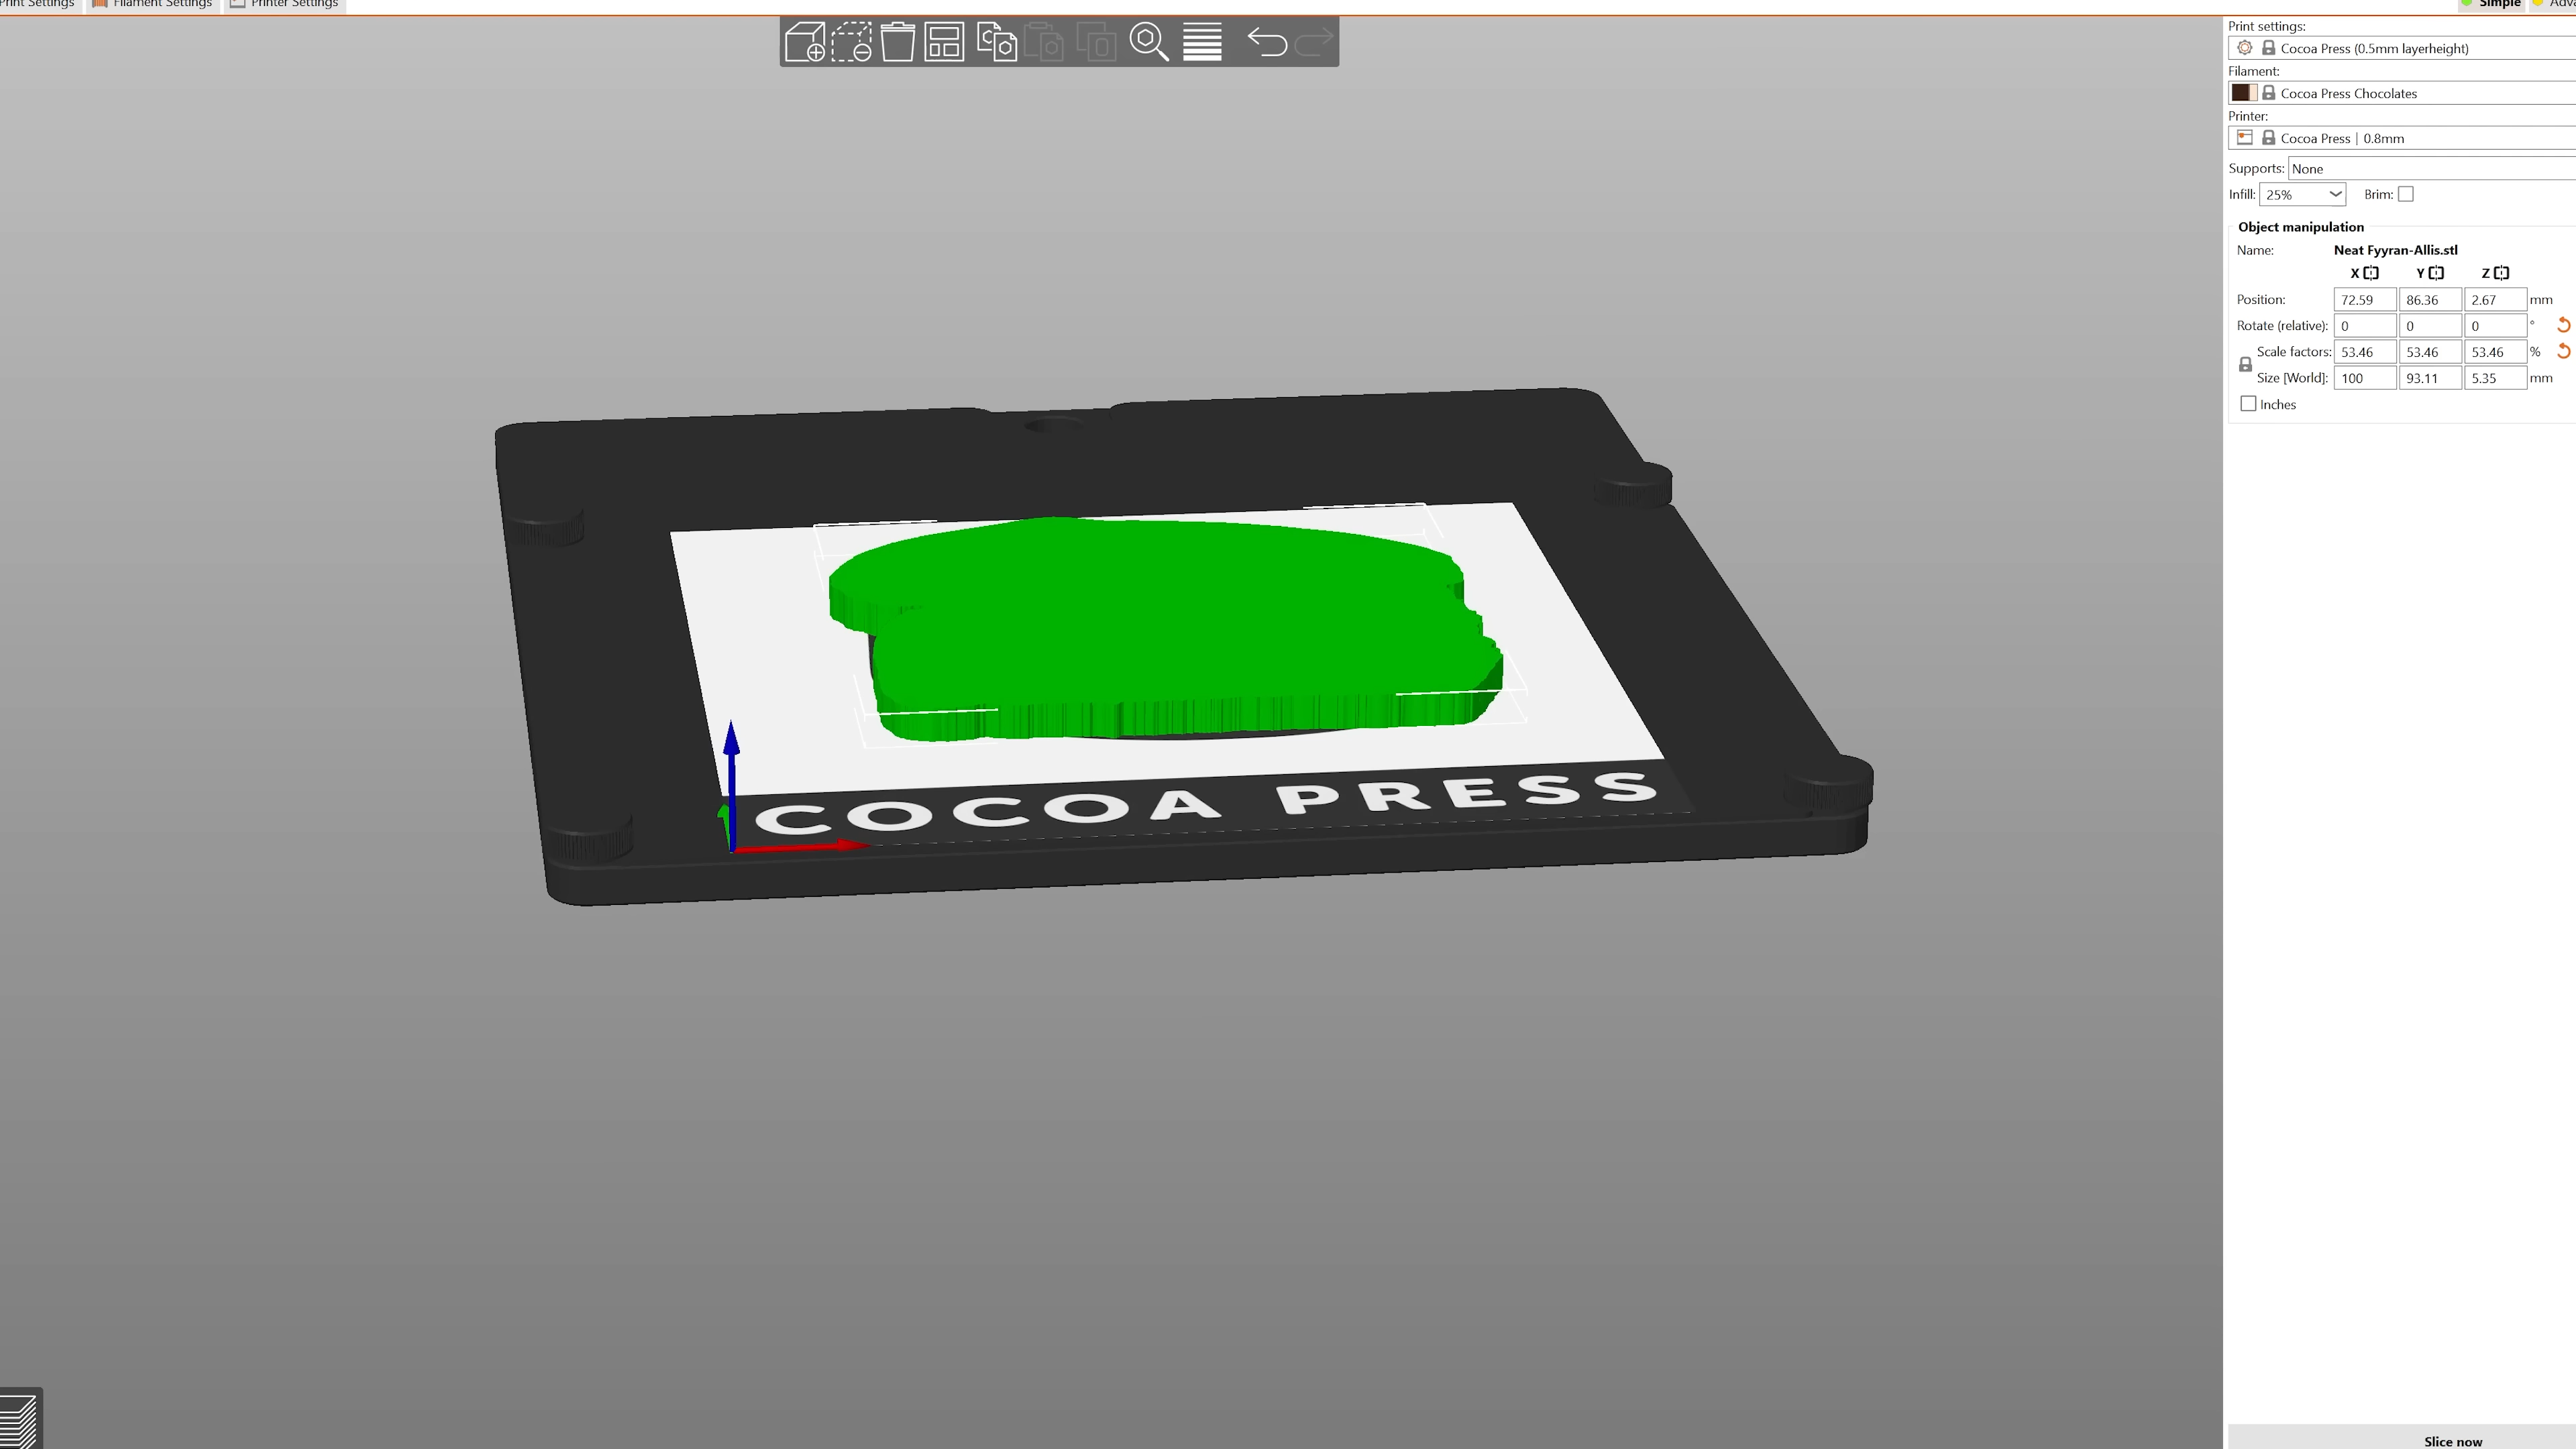 Print Settings Filament Settings Printer Settings Simple
Print settings:
Cocoa Press (0.5mm layerheight)
Filament:
Cocoa Press Chocolates
Printer:
Cocoa Press | 0.8mm
Supports: None
Infill: 25% Brim:
Object manipulation
Name: Neat Fyyran-Allis.stl
X Y Z
Position: 72.59 86.36 2.67 mm
Rotate (relative): 0 0 0 °
Scale factors: 53.46 53.46 53.46 %
Size [World]: 100 93.11 5.35 mm
Inches
COCOA PRESS
Slice now